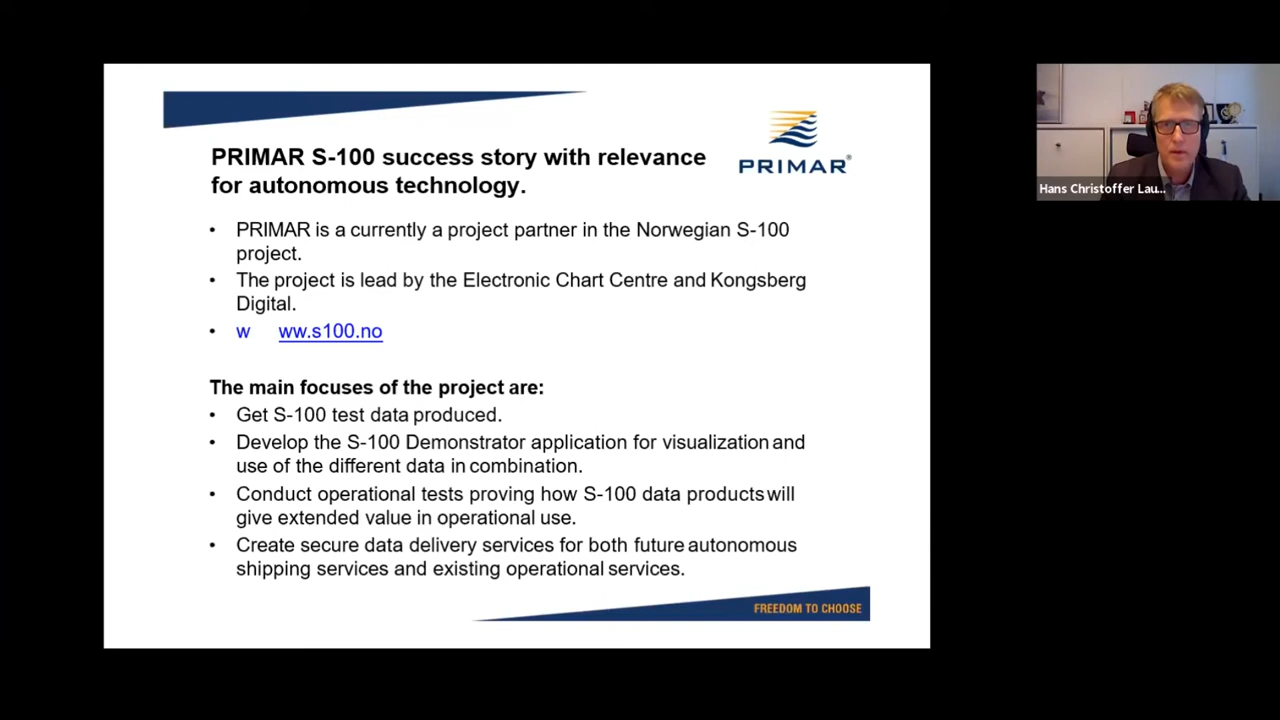 PRIMAR S-100 success story with relevance
for autonomous technology.
PRIMAR®
• PRIMAR is a currently a project partner in the Norwegian S-100
project.
• The project is lead by the Electronic Chart Centre and Kongsberg
Digital.
• w ww.s100.no
The main focuses of the project are:
• Get S-100 test data produced.
• Develop the S-100 Demonstrator application for visualization and
use of the different data in combination.
• Conduct operational tests proving how S-100 data products will
give extended value in operational use.
• Create secure data delivery services for both future autonomous
shipping services and existing operational services.
FREEDOM TO CHOOSE
Hans Christoffer Lau...